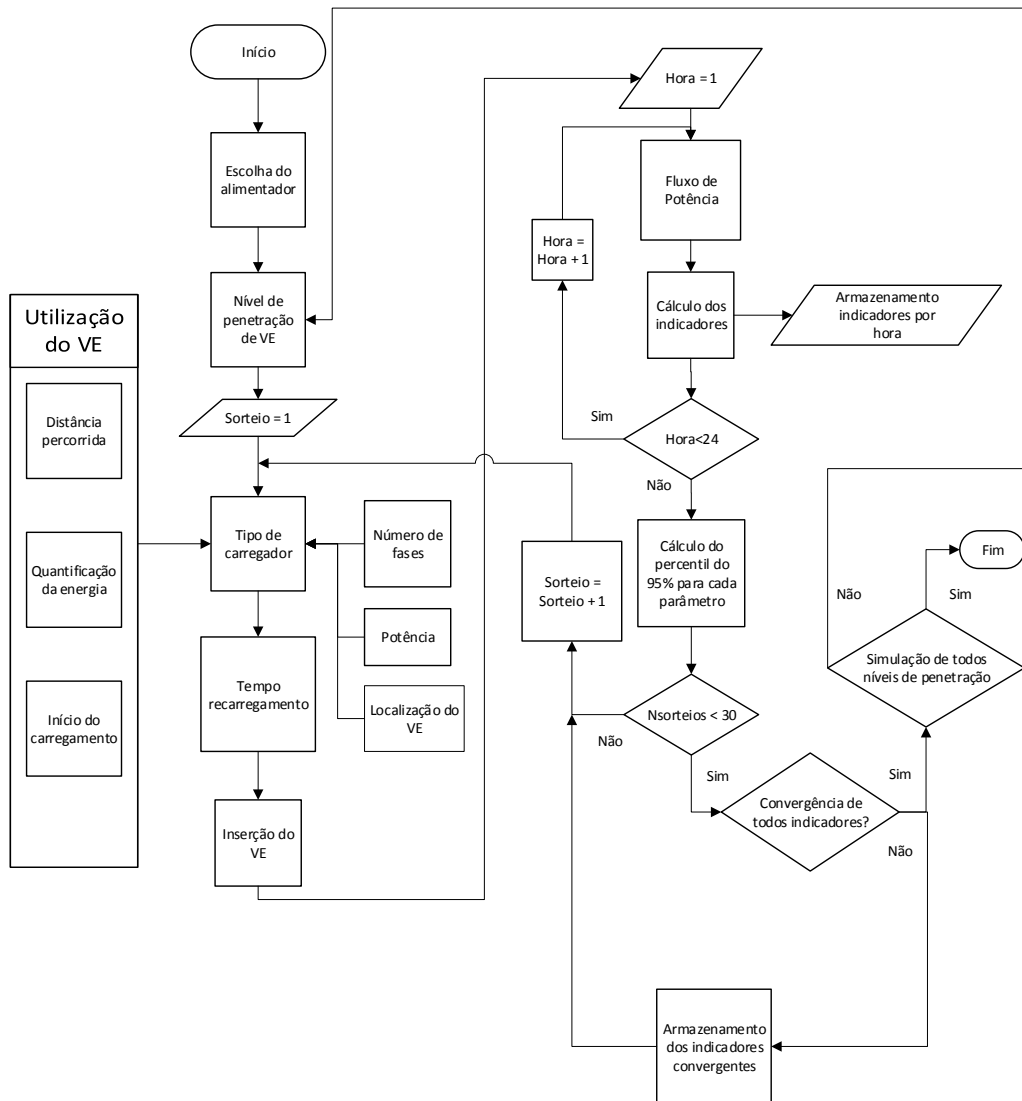 Início
Escolha do
alimentador
Nível de
penetração
de VE
Sorteio = 1
Utilização
do VE
Distância
percorrida
Quantificação
da energia
Início do
carregamento
Tipo de
carregador
Número de
fases
Potência
Localização do
VE
Tempo
recarregamento
Inserção do
VE
Hora = 1
Fluxo de
Potência
Hora =
Hora + 1
Cálculo dos
indicadores
Armazenamento
indicadores por
hora
Sim
Hora<24
Não
Cálculo do
percentil do
95% para cada
parâmetro
Sorteio =
Sorteio + 1
Nsorteios < 30
Não
Sim
Convergência de
todos indicadores?
Sim
Não
Simulação de todos
níveis de penetração
Não
Sim
Fim
Armazenamento
dos indicadores
convergentes